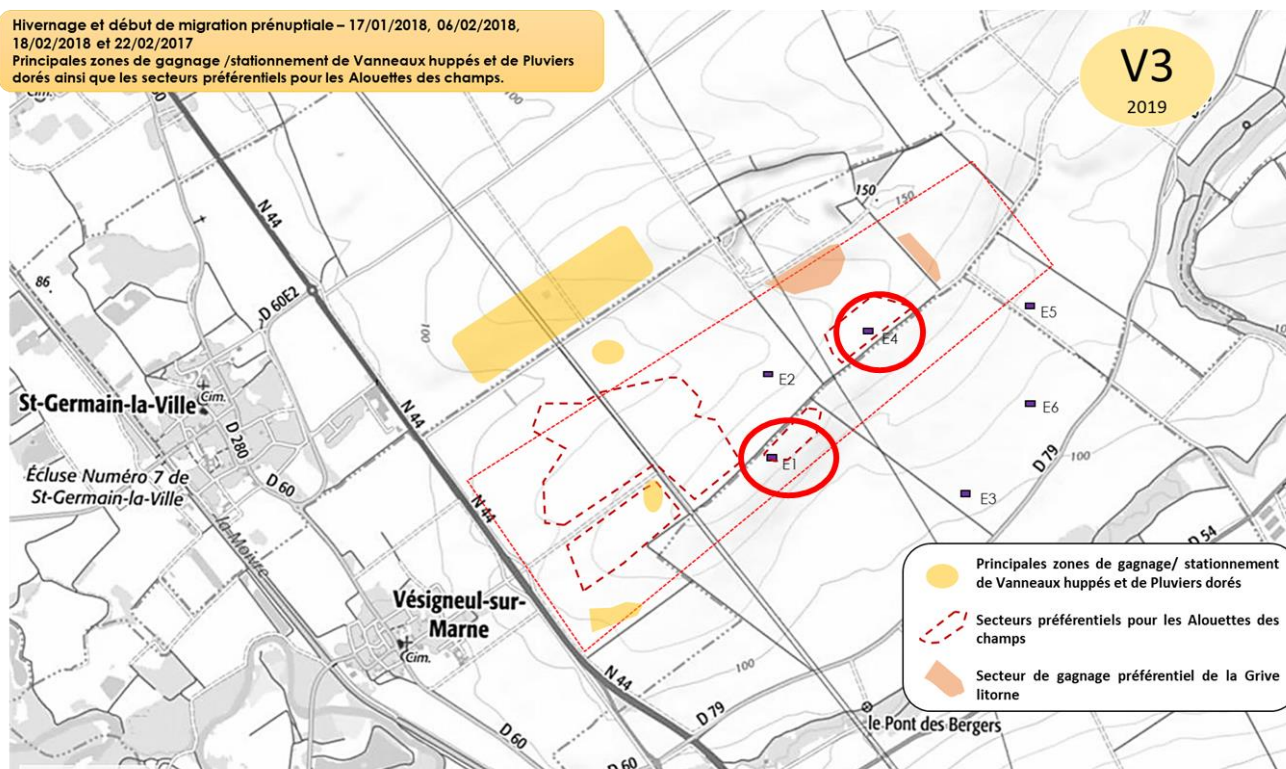 Hivernage et début de migration prénuptiale – 17/01/2018, 06/02/2018,
18/02/2018 et 22/02/2017
Principales zones de gagnage /stationnement de Vanneaux huppés et de Pluviers
dorés ainsi que les secteurs préférentiels pour les Alouettes des champs.
V3
2019
Cim.
100
150
150
N 44
86
D 60E2
100
E5
E4
E2
St-Germain-la-Ville
Cim.
N 44
D 280
E6
D 79
100
E1
Écluse Numéro 7 de
St-Germain-la-Ville
D 60
E3
la Moivre
N 44
D 54
Principales zones de gagnage/ stationnement
de Vanneaux huppés et de Pluviers dorés
Vésigneul-sur-
Marne
Secteurs préférentiels pour les Alouettes des
champs
Cim.
100
N 44
Secteur de gagnage préférentiel de la Grive
litorne
D 79
le Pont des Bergers
D 60
D 60